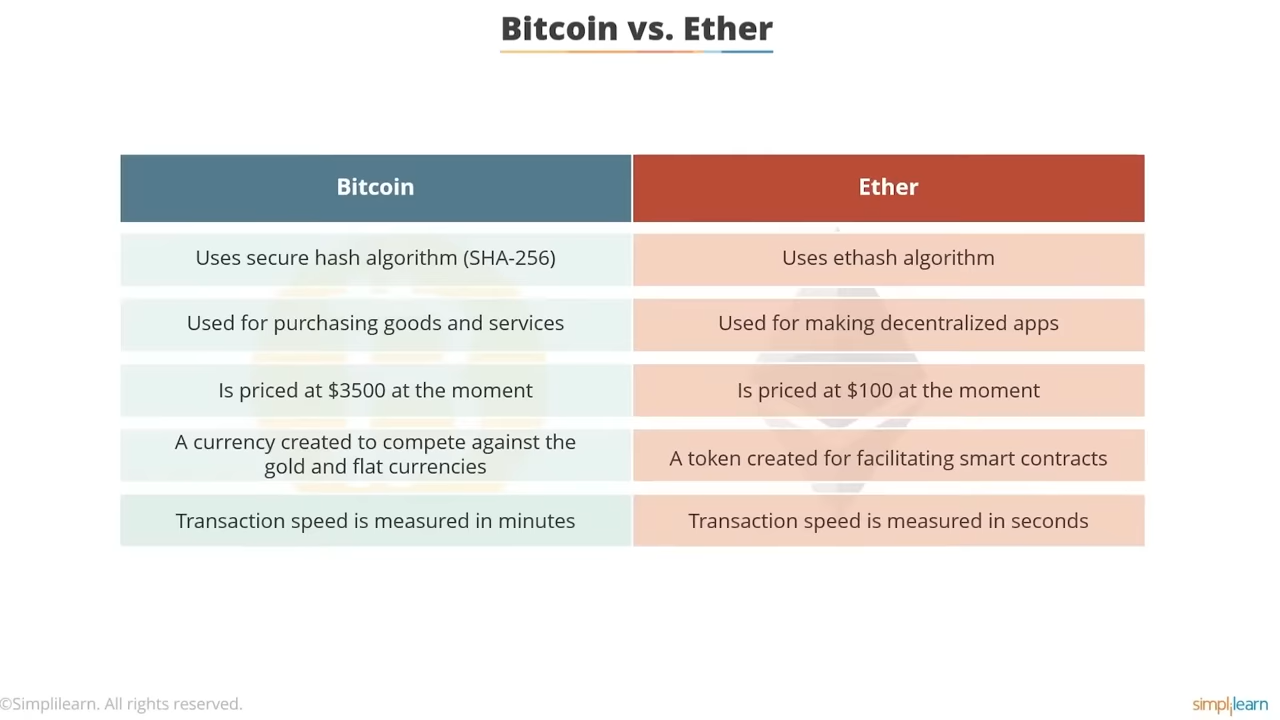 Bitcoin vs. Ether
Bitcoin
Ether
Uses secure hash algorithm (SHA-256)
Uses ethash algorithm
Used for purchasing goods and services
Used for making decentralized apps
Is priced at $3500 at the moment
Is priced at $100 at the moment
A currency created to compete against the
gold and flat currencies
A token created for facilitating smart contracts
Transaction speed is measured in minutes
Transaction speed is measured in seconds
©Simplilearn. All rights reserved.
simplilearn